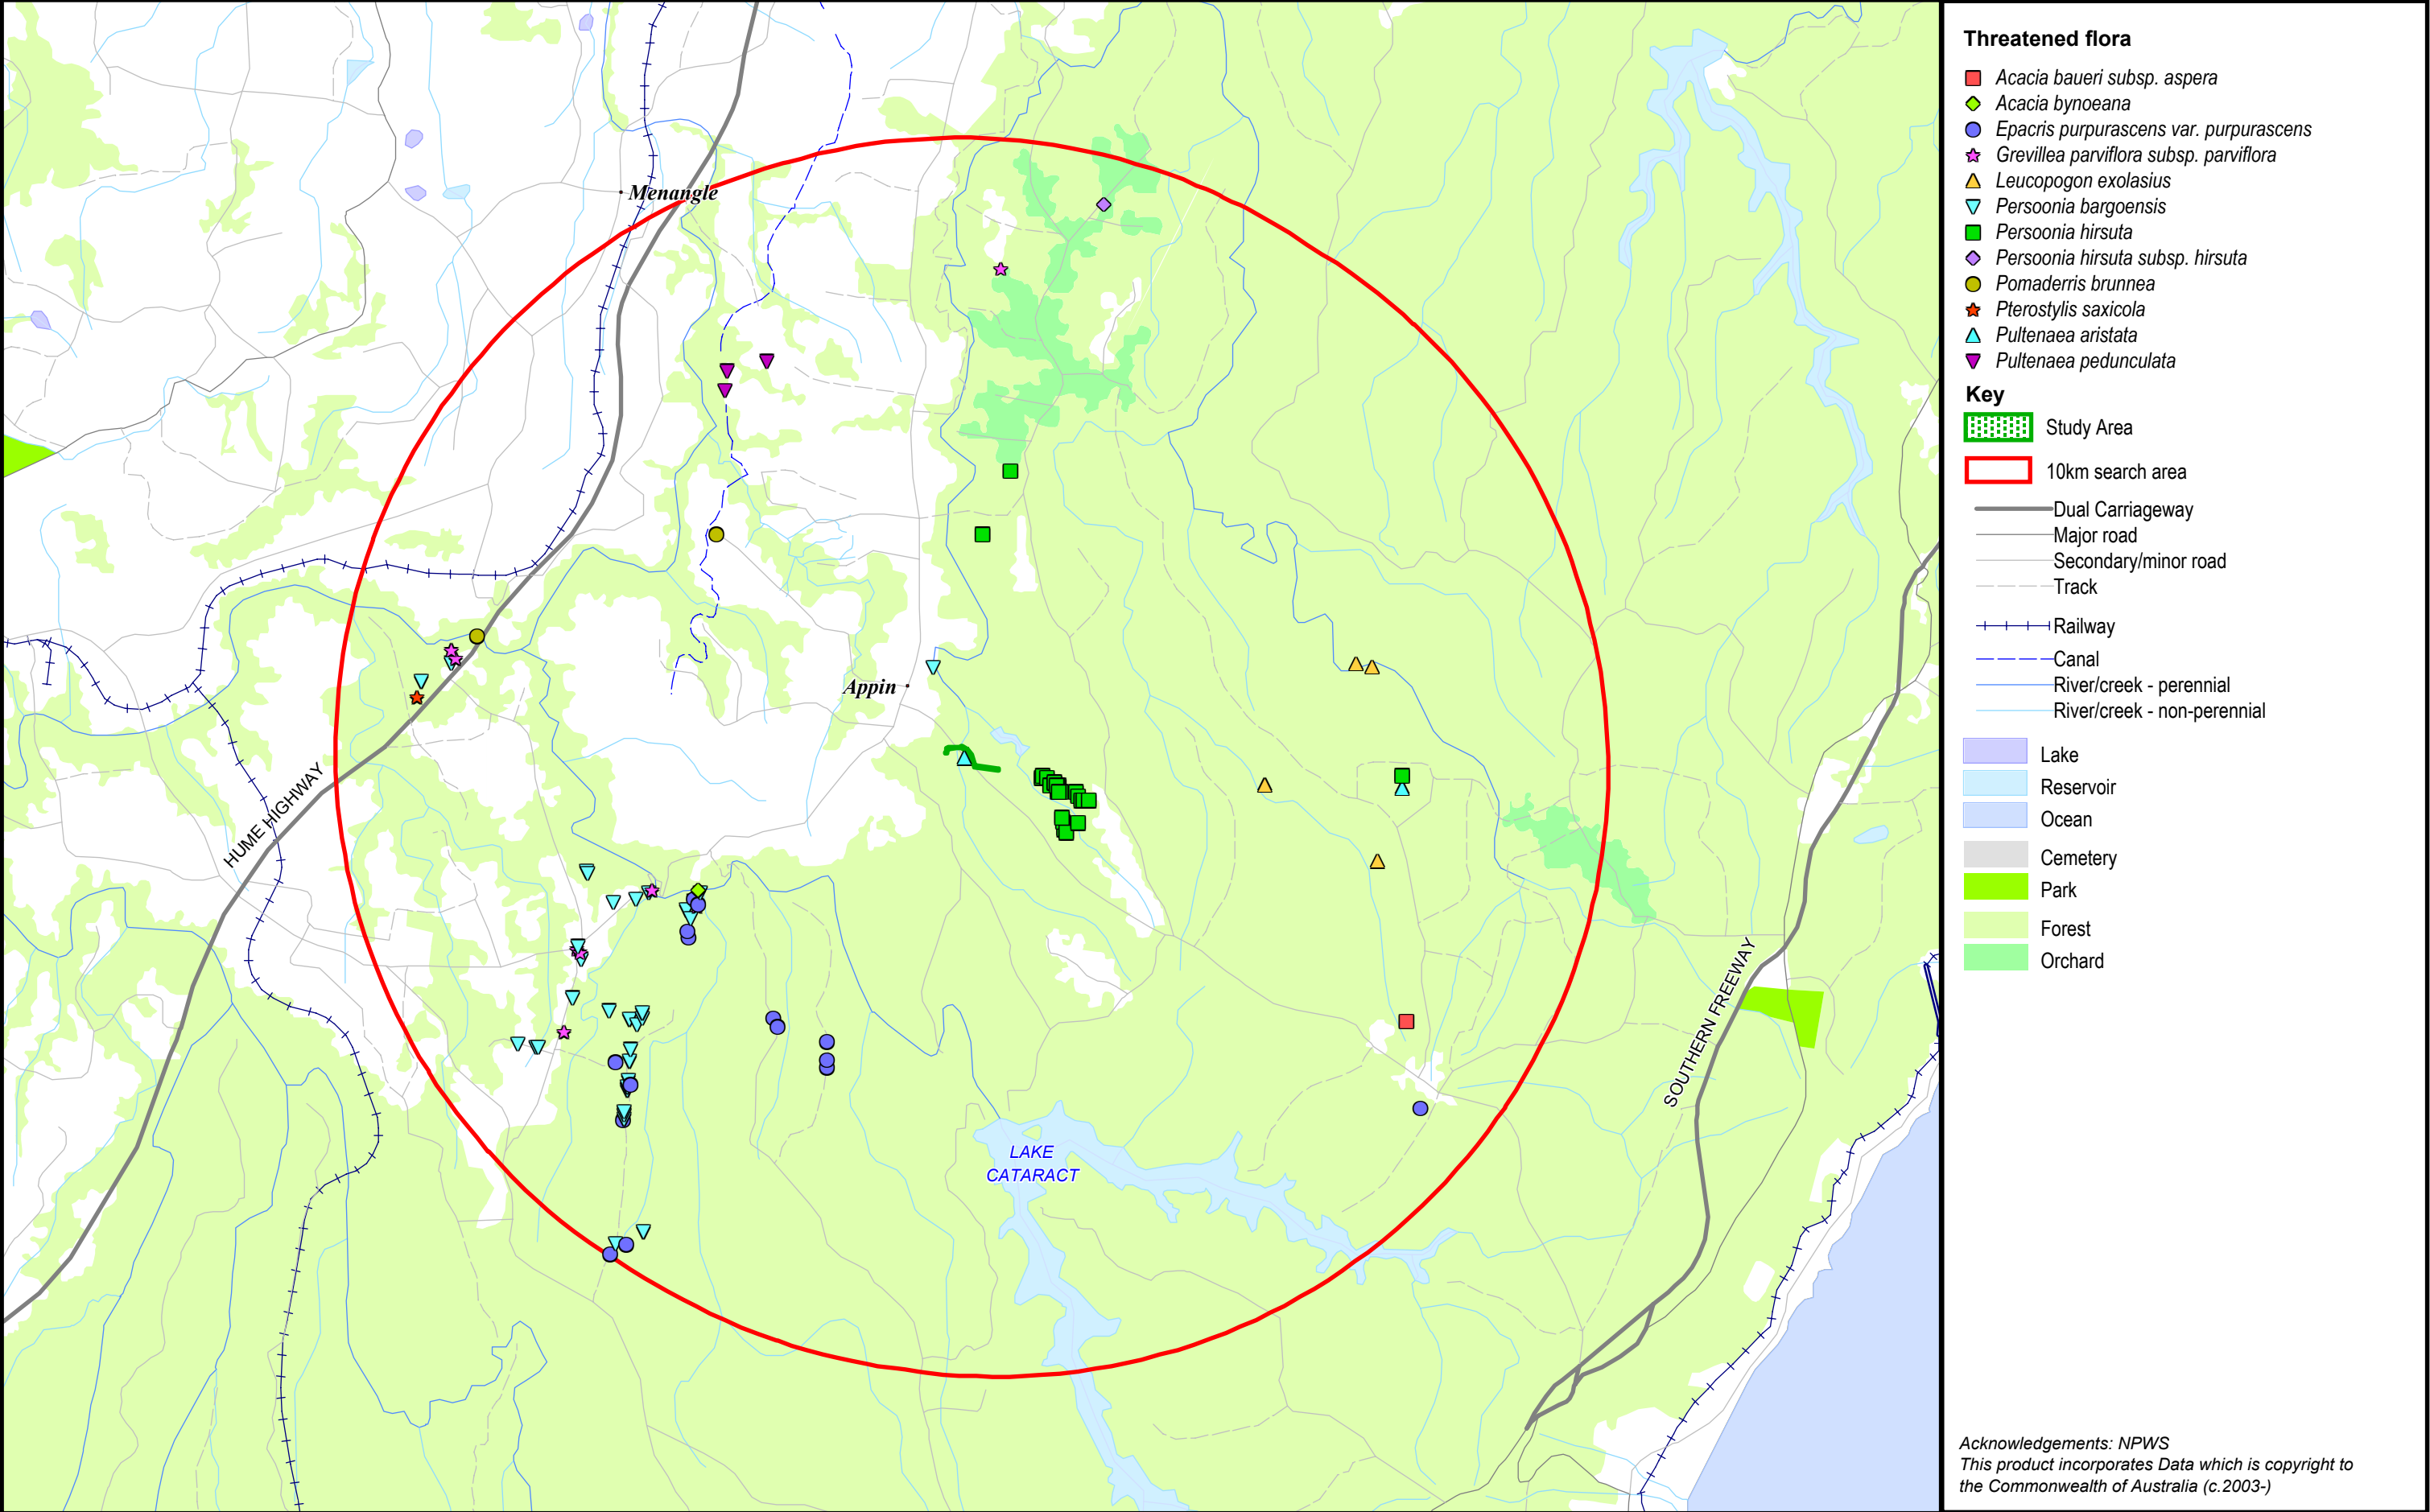 Menangle
Appin
HUME HIGHWAY
LAKE
CATARACT
SOUTHERN FREEWAY
Threatened flora
Acacia baueri subsp. aspera
Acacia bynoeana
Epacris purpurascens var. purpurascens
Grevillea parviflora subsp. parviflora
Leucopogon exolasius
Persoonia bargoensis
Persoonia hirsuta
Persoonia hirsuta subsp. hirsuta
Pomaderris brunnea
Pterostylis saxicola
Pultenaea aristata
Pultenaea pedunculata
Key
Study Area
10km search area
Dual Carriageway
Major road
Secondary/minor road
Track
Railway
Canal
River/creek - perennial
River/creek - non-perennial
Lake
Reservoir
Ocean
Cemetery
Park
Forest
Orchard
Acknowledgements: NPWS
This product incorporates Data which is copyright to
the Commonwealth of Australia (c.2003-)